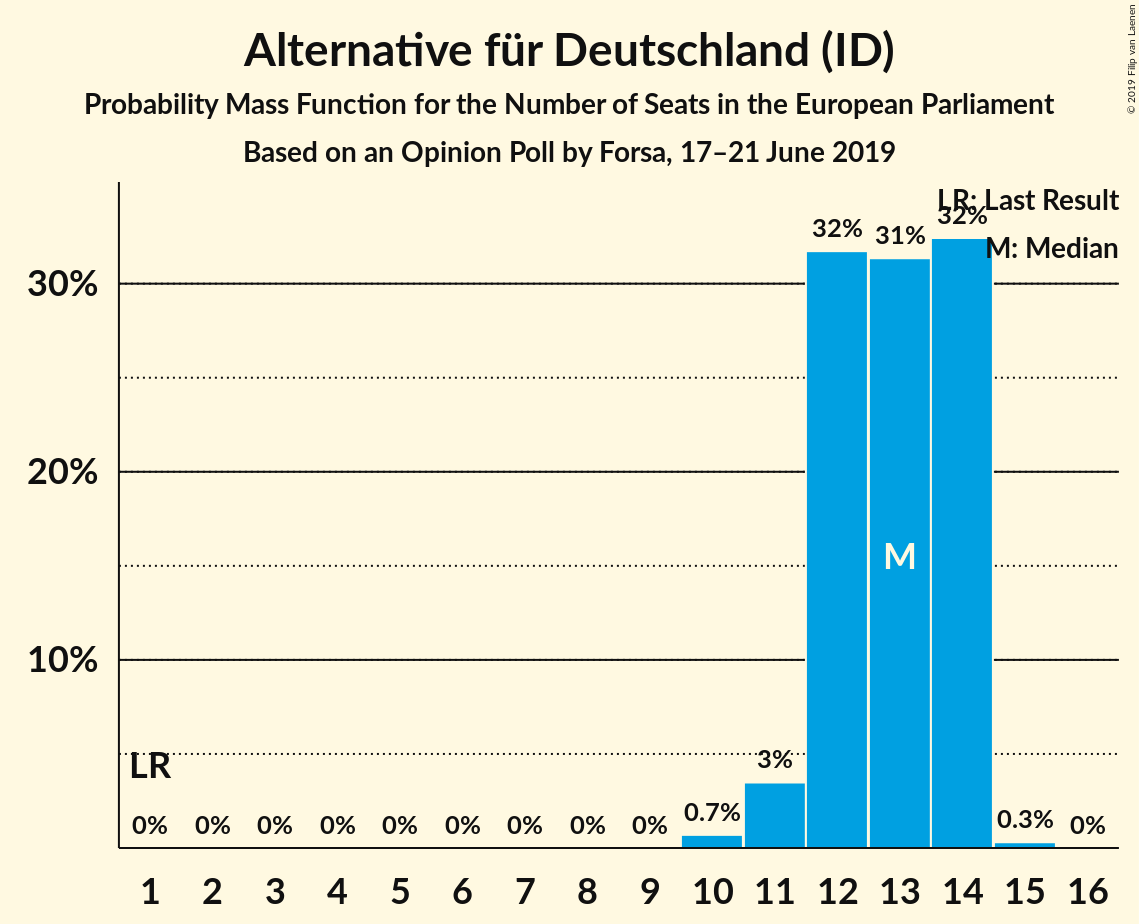 Alternative für Deutschland (ID)
Probability Mass Function for the Number of Seats in the European Parliament
Based on an Opinion Poll by Forsa, 17–21 June 2019
© 2019 Filip van Laenen
LR: Last Result
M: Median
32% 31% 32%
30%
20%
M
10%
LR
3%
0% 0% 0% 0% 0% 0% 0% 0% 0% 0.7% 0.3% 0%
1 2 3 4 5 6 7 8 9 10 11 12 13 14 15 16